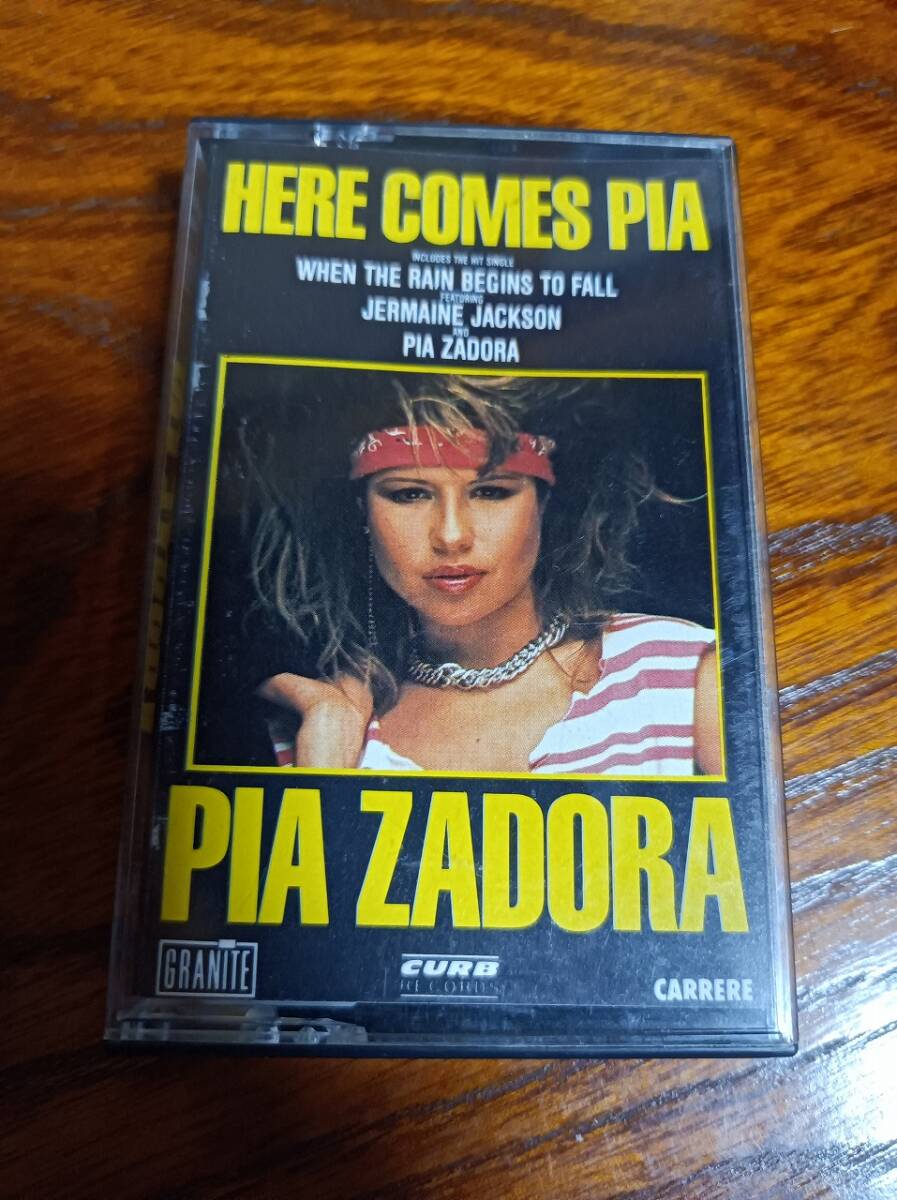 HERE COMES PIA
INCLUDES THE HIT SINGLE
WHEN THE RAIN BEGINS TO FALL
FEATURING
JERMAINE JACKSON
AND
PIA ZADORA
PIA ZADORA
GRANITE
CURB
RECORDS
CARRERE